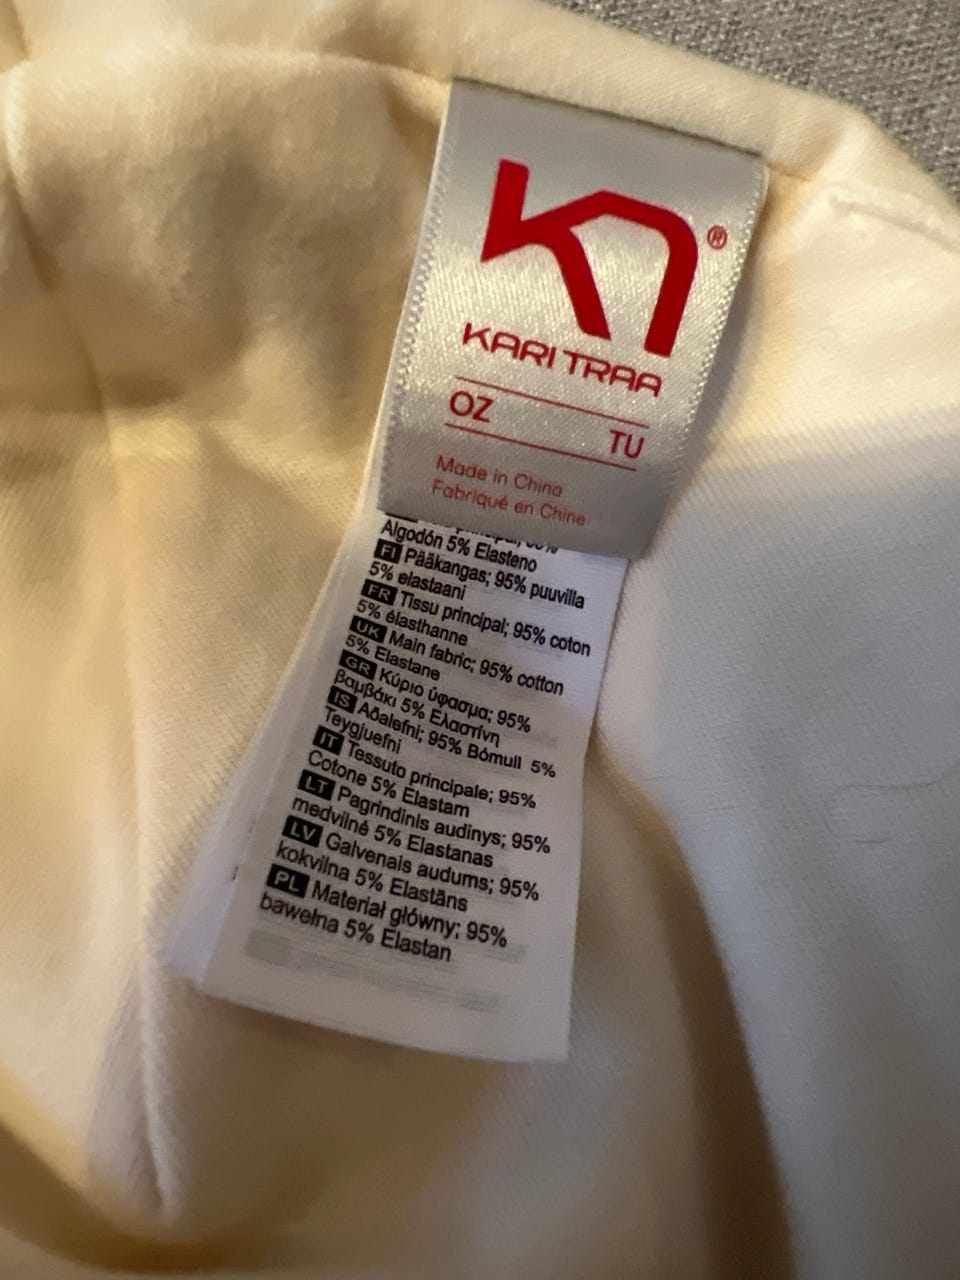 KARI TRAA
®
OZ
TU
Made in China
Fabriqué en Chine
Algodón 5% Elasteno
FI Pääkangas; 95% puuvilla
5% elastaani
FR Tissu principal; 95% coton
5% élasthanne
UK Main fabric; 95% cotton
5% Elastane
GR Κύριο ύφασμα; 95%
βαμβάκι 5% Ελαστίνη
IS Aðalefni; 95% Bómull 5%
Teygjuefni
IT Tessuto principale; 95%
Cotone 5% Elastam
LT Pagrindinis audinys; 95%
medvilnė 5% Elastanas
LV Galvenais audums; 95%
kokvilna 5% Elastāns
PL Materiał główny; 95%
bawełna 5% Elastan